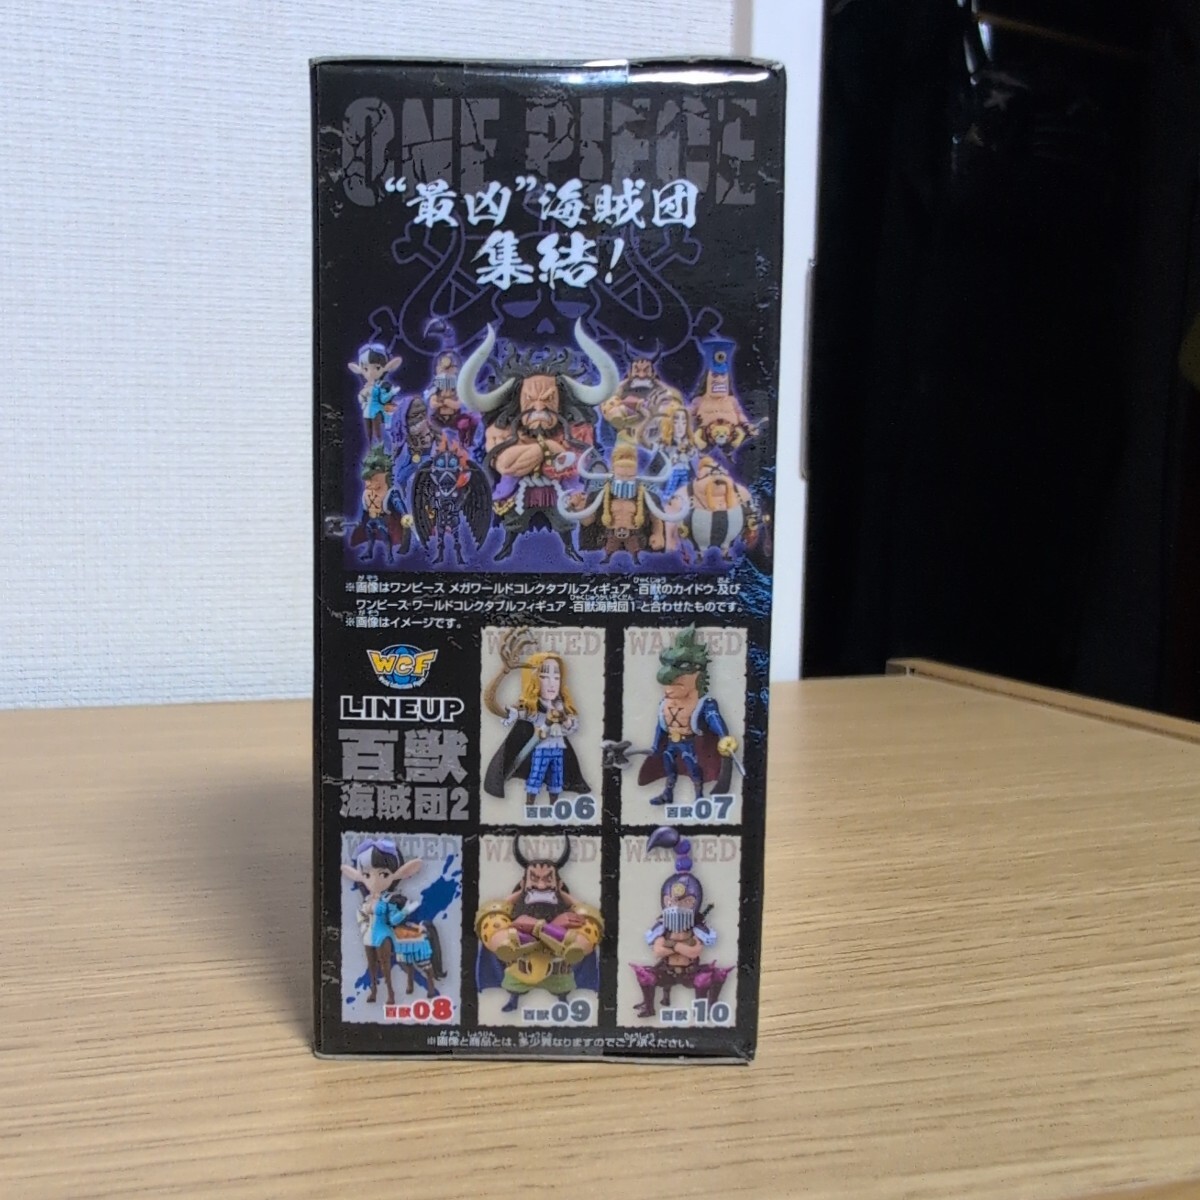 ONE PIECE
“最凶”海賊団
集結！
※画像はワンピース メガワールドコレクタブルフィギュア -百獣のカイドウ-及び
ワンピース ワールドコレクタブルフィギュア -百獣海賊団1-と合わせたものです。
※画像はイメージです。
WCF
World Collectable Figure
LINEUP
百獣
海賊団2
WANTED
百獣06
WANTED
百獣07
WANTED
百獣08
WANTED
百獣09
WANTED
百獣10
※画像と商品とは、多少異なりますのでご了承ください。